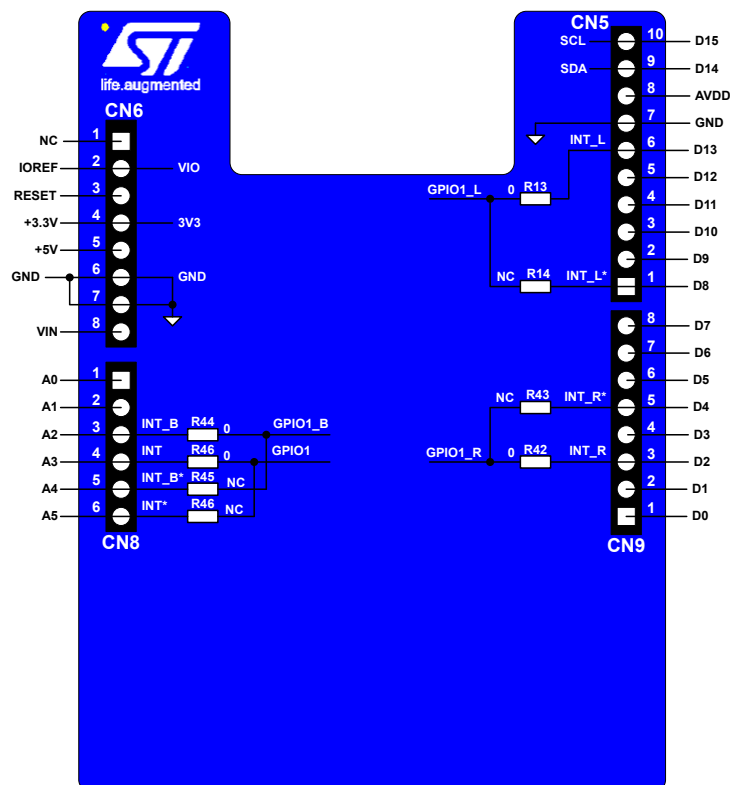 life.augmented
CN6
NC 1
IOREF 2 VIO
RESET 3
+3.3V 4 3V3
+5V 5
GND 6 GND
7
VIN 8
A0 1
A1 2
A2 3 INT_B R44 0 GPIO1_B
A3 4 INT R46 0 GPIO1
A4 5 INT_B* R45 NC
A5 6 INT* R46 NC
CN8
CN5
SCL 10 D15
SDA 9 D14
8 AVDD
7 GND
INT_L 6 D13
5 D12
GPIO1_L 0 R13
4 D11
3 D10
2 D9
NC R14 INT_L* 1 D8
8 D7
7 D6
6 D5
NC R43 INT_R* 5 D4
4 D3
GPIO1_R 0 R42 INT_R 3 D2
2 D1
1 D0
CN9